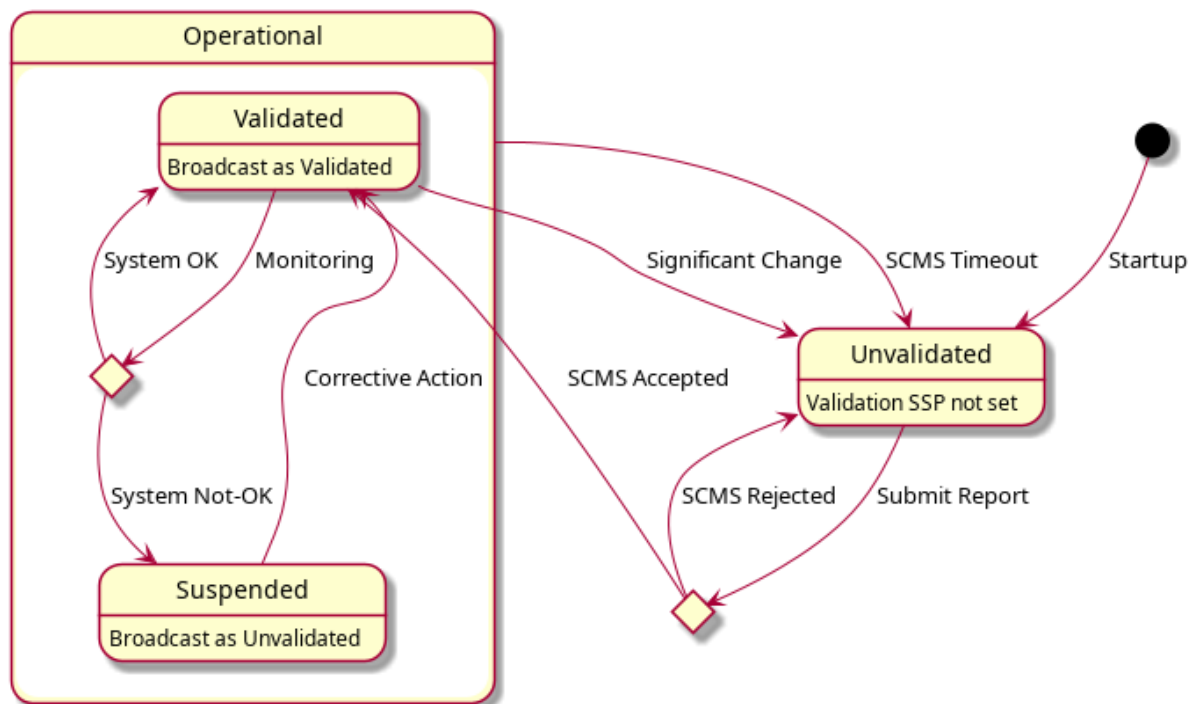 Operational
Validated
Broadcast as Validated
System OK
Monitoring
Significant Change
SCMS Timeout
Startup
Unvalidated
Validation SSP not set
Corrective Action
SCMS Accepted
System Not-OK
SCMS Rejected
Submit Report
Suspended
Broadcast as Unvalidated